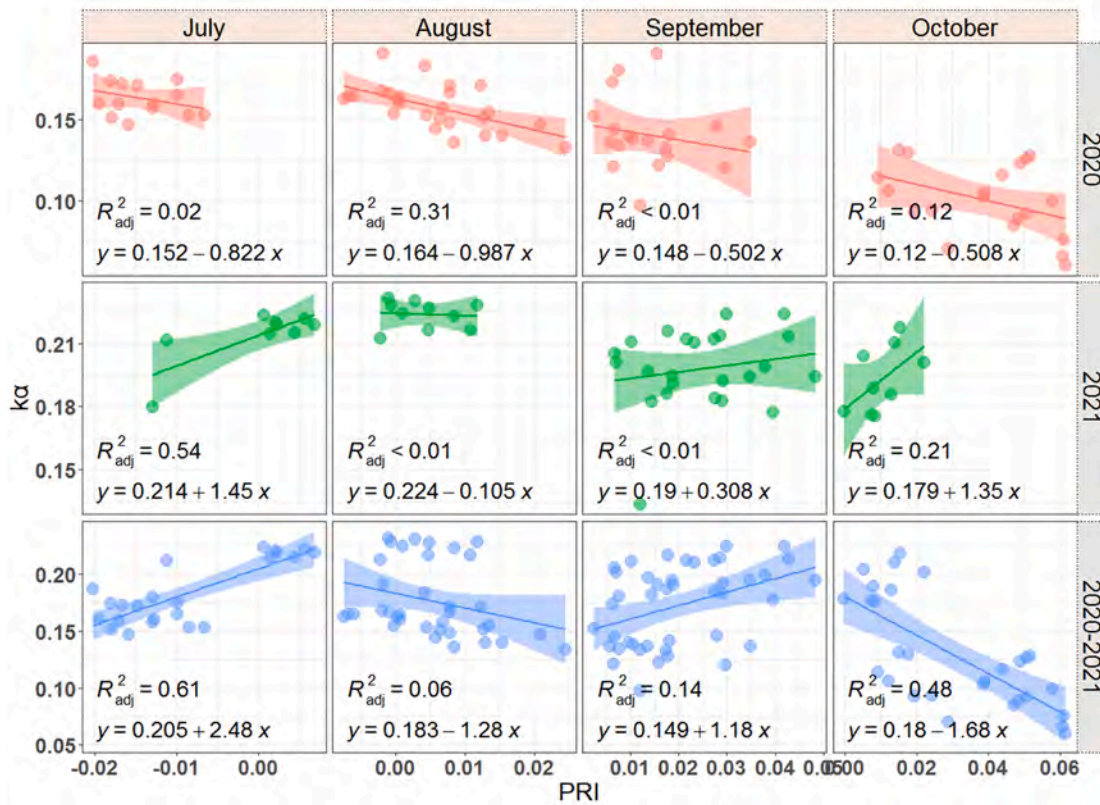 July August September October
0.15
0.10
R²adj = 0.02
y = 0.152 − 0.822 x
R²adj = 0.31
y = 0.164 − 0.987 x
R²adj < 0.01
y = 0.148 − 0.502 x
R²adj = 0.12
y = 0.12 − 0.508 x
2020
0.21
0.18
0.15
R²adj = 0.54
y = 0.214 + 1.45 x
R²adj < 0.01
y = 0.224 − 0.105 x
R²adj < 0.01
y = 0.19 + 0.308 x
R²adj = 0.21
y = 0.179 + 1.35 x
2021
kα
0.20
0.15
0.10
0.05
R²adj = 0.61
y = 0.205 + 2.48 x
R²adj = 0.06
y = 0.183 − 1.28 x
R²adj = 0.14
y = 0.149 + 1.18 x
R²adj = 0.48
y = 0.18 − 1.68 x
2020-2021
-0.02 -0.01 0.00 0.00 0.01 0.02 0.01 0.02 0.03 0.04 0.02 0.04 0.06
PRI